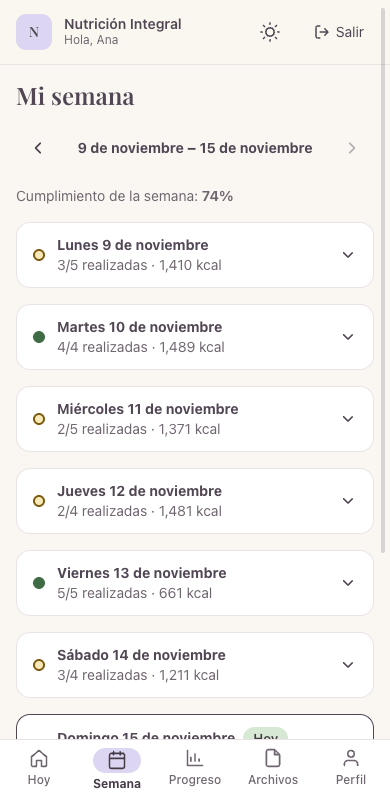 N
Nutrición Integral
Hola, Ana
Salir
Mi semana
9 de noviembre – 15 de noviembre
Cumplimiento de la semana: 74%
Lunes 9 de noviembre
3/5 realizadas · 1,410 kcal
Martes 10 de noviembre
4/4 realizadas · 1,489 kcal
Miércoles 11 de noviembre
2/5 realizadas · 1,371 kcal
Jueves 12 de noviembre
2/4 realizadas · 1,481 kcal
Viernes 13 de noviembre
5/5 realizadas · 661 kcal
Sábado 14 de noviembre
3/4 realizadas · 1,211 kcal
Domingo 15 de noviembre Hoy
Hoy
Semana
Progreso
Archivos
Perfil